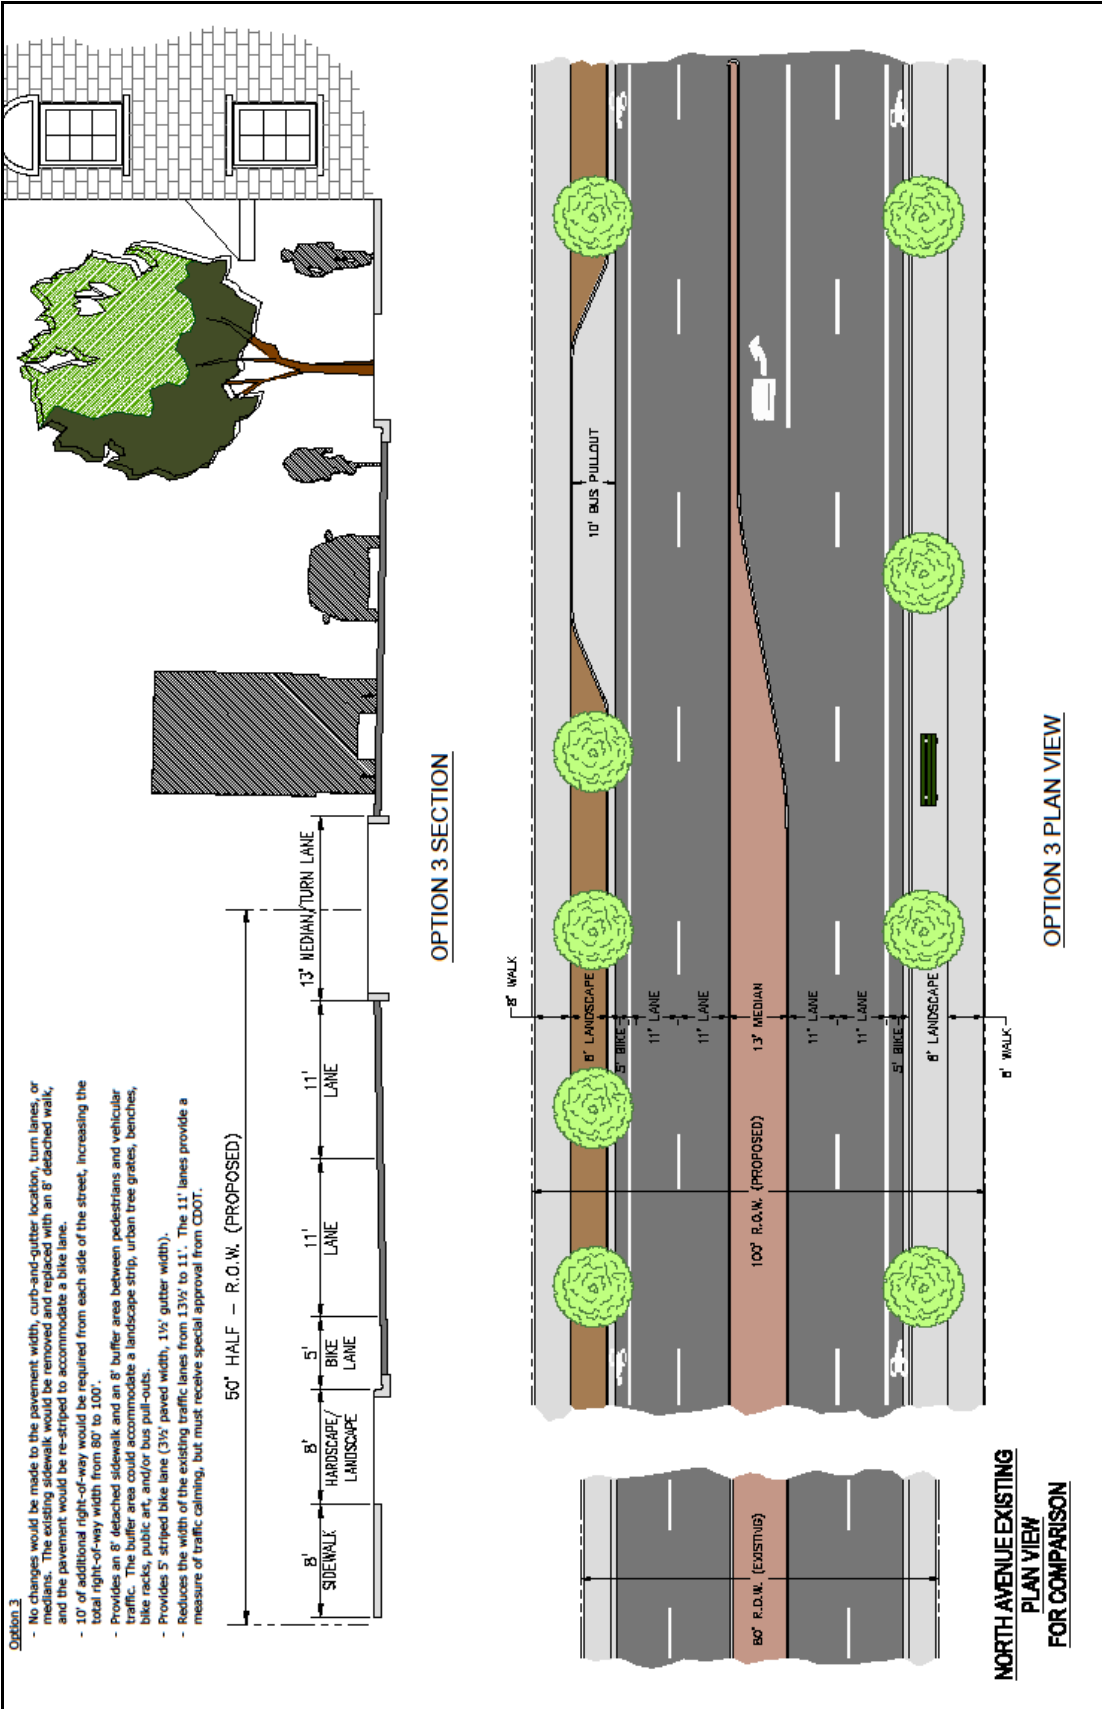 Option 3
- No changes would be made to the pavement width, curb-and-gutter location, turn lanes, or
medians. The existing sidewalk would be removed and replaced with an 8' detached walk,
and the pavement would be re-striped to accommodate a bike lane.
- 10' of additional right-of-way would be required from each side of the street, increasing the
total right-of-way width from 80' to 100'.
- Provides an 8' detached sidewalk and an 8' buffer area between pedestrians and vehicular
traffic. The buffer area could accommodate a landscape strip, urban tree grates, benches,
bike racks, public art, and/or bus pull-outs.
- Provides 5' striped bike lane (3½' paved width, 1½' gutter width).
- Reduces the width of the existing traffic lanes from 13½' to 11'. The 11' lanes provide a
measure of traffic calming, but must receive special approval from CDOT.
50' HALF - R.O.W. (PROPOSED)
8'
SIDEWALK
8'
HARDSCAPE/
LANDSCAPE
5'
BIKE
LANE
11'
LANE
11'
LANE
13' MEDIAN/TURN LANE
OPTION 3 SECTION
8' WALK
8' LANDSCAPE
5' BIKE
11' LANE
11' LANE
13' MEDIAN
11' LANE
11' LANE
5' BIKE
8' LANDSCAPE
8' WALK
100' R.O.W. (PROPOSED)
10' BUS PULLOUT
OPTION 3 PLAN VIEW
80' R.O.W. (EXISTING)
NORTH AVENUE EXISTING
PLAN VIEW
FOR COMPARISON